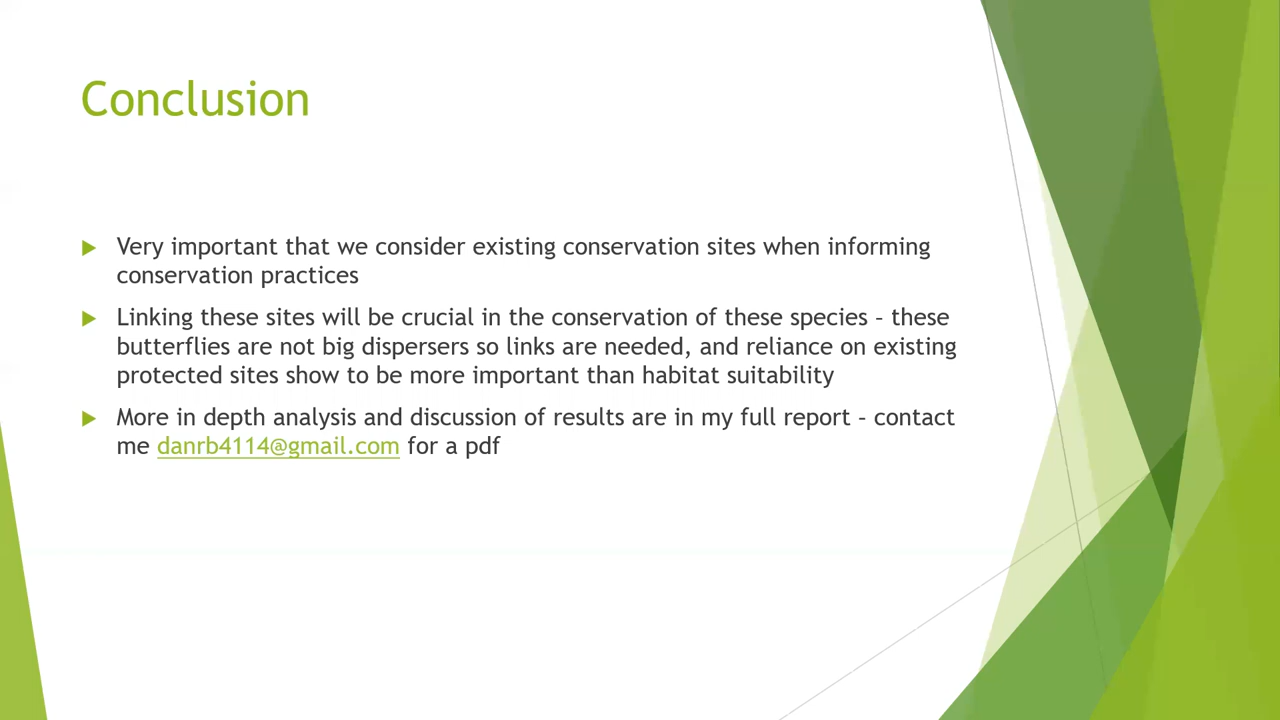 Conclusion
Very important that we consider existing conservation sites when informing
conservation practices
Linking these sites will be crucial in the conservation of these species – these
butterflies are not big dispersers so links are needed, and reliance on existing
protected sites show to be more important than habitat suitability
More in depth analysis and discussion of results are in my full report – contact
me danrb4114@gmail.com for a pdf